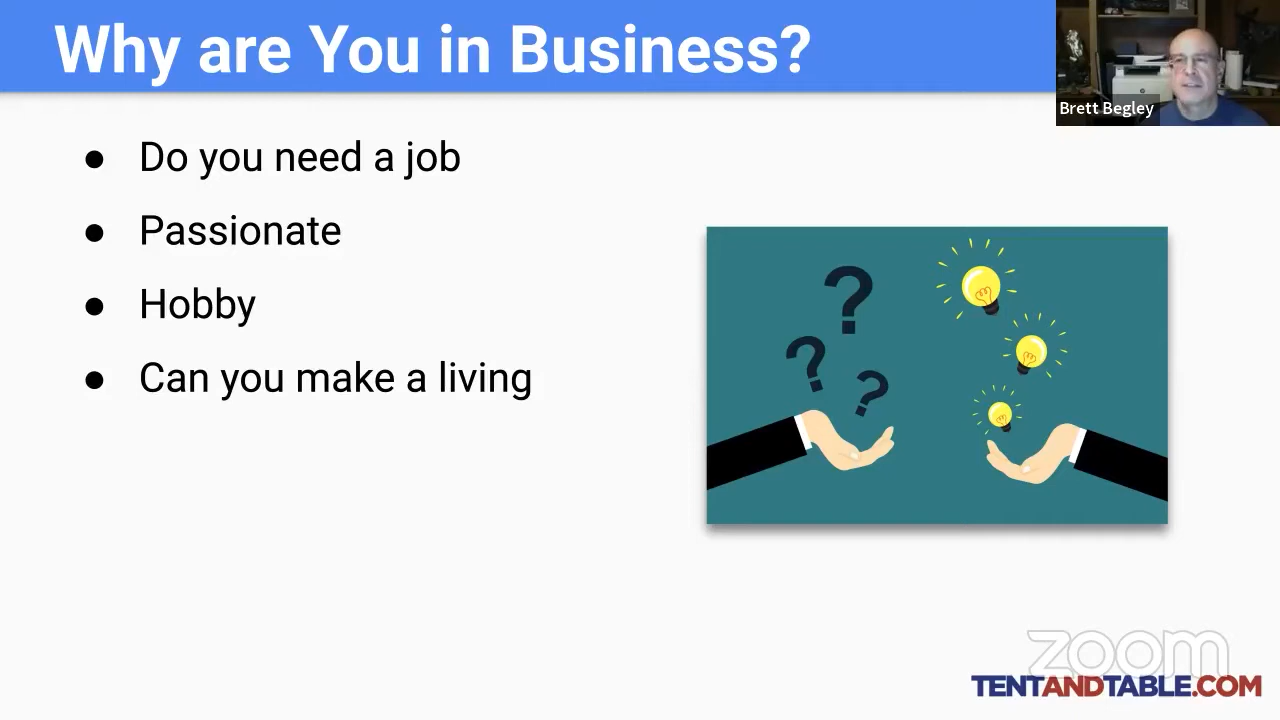 Why are You in Business?
Brett Begley
● Do you need a job
● Passionate
● Hobby
● Can you make a living
? ? ?
zoom
TENTANDTABLE.COM